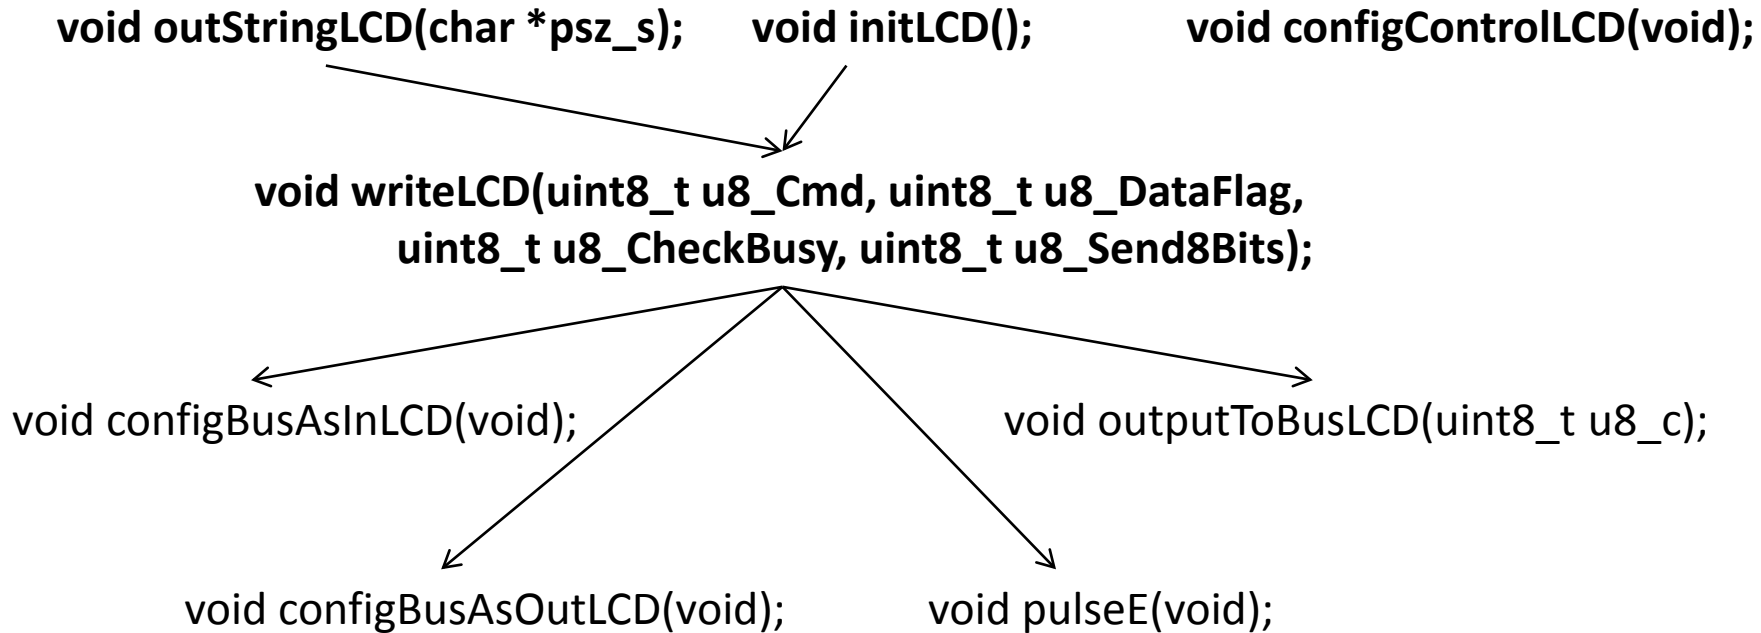 void outStringLCD(char *psz_s);
void initLCD();
void configControlLCD(void);
void writeLCD(uint8_t u8_Cmd, uint8_t u8_DataFlag,
uint8_t u8_CheckBusy, uint8_t u8_Send8Bits);
void configBusAsInLCD(void);
void outputToBusLCD(uint8_t u8_c);
void configBusAsOutLCD(void);
void pulseE(void);